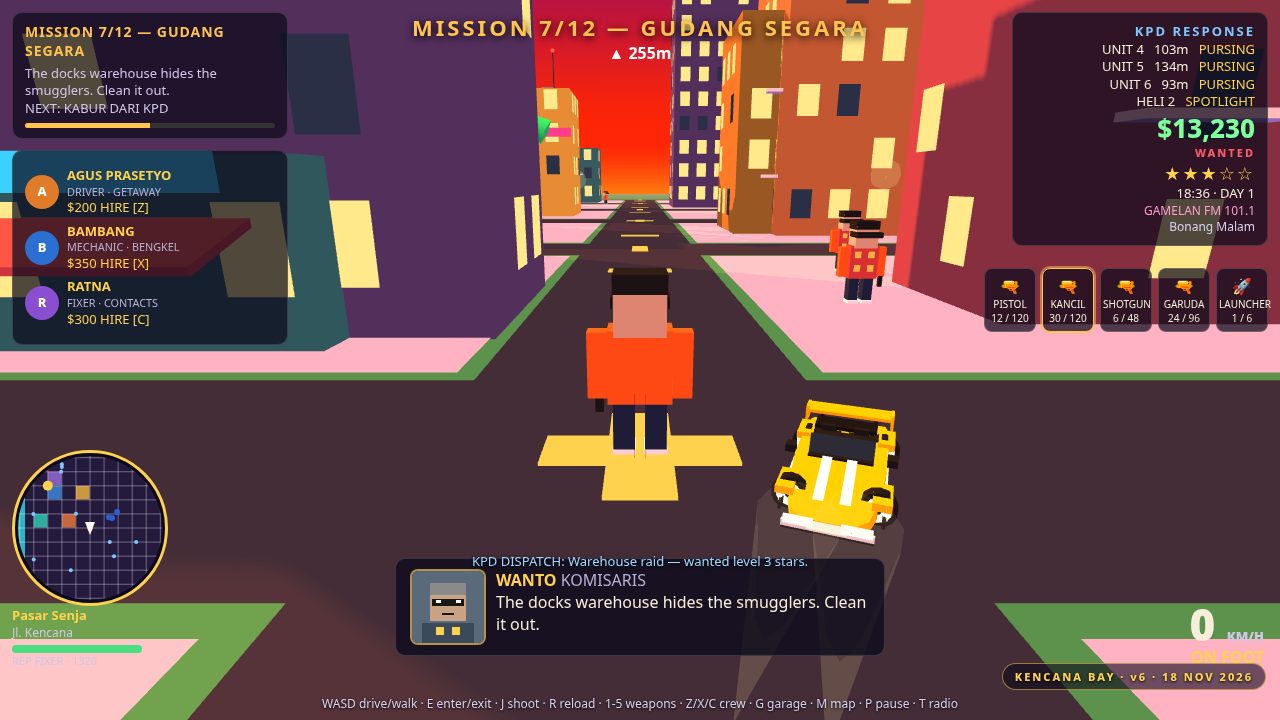 MISSION 7/12 — GUDANG
SEGARA
The docks warehouse hides the
smugglers. Clean it out.
NEXT: KABUR DARI KPD
MISSION 7/12 — GUDANG SEGARA
▲ 255m
KPD RESPONSE
UNIT 4 103m PURSING
UNIT 5 134m PURSING
UNIT 6 93m PURSING
HELI 2 SPOTLIGHT
$13,230
WANTED
★★★☆☆
18:36 · DAY 1
GAMELAN FM 101.1
Bonang Malam
A
AGUS PRASETYO
DRIVER · GETAWAY
$200 HIRE [Z]
B
BAMBANG
MECHANIC · BENGKEL
$350 HIRE [X]
R
RATNA
FIXER · CONTACTS
$300 HIRE [C]
PISTOL
12 / 120
KANCIL
30 / 120
SHOTGUN
6 / 48
GARUDA
24 / 96
LAUNCHER
1 / 6
KPD DISPATCH: Warehouse raid — wanted level 3 stars.
WANTO KOMISARIS
The docks warehouse hides the smugglers. Clean
it out.
Pasar Senja
Jl. Kencana
REP FIXER · 1320
0 KM/H
ON FOOT
KENCANA BAY · v6 · 18 NOV 2026
WASD drive/walk · E enter/exit · J shoot · R reload · 1-5 weapons · Z/X/C crew · G garage · M map · P pause · T radio